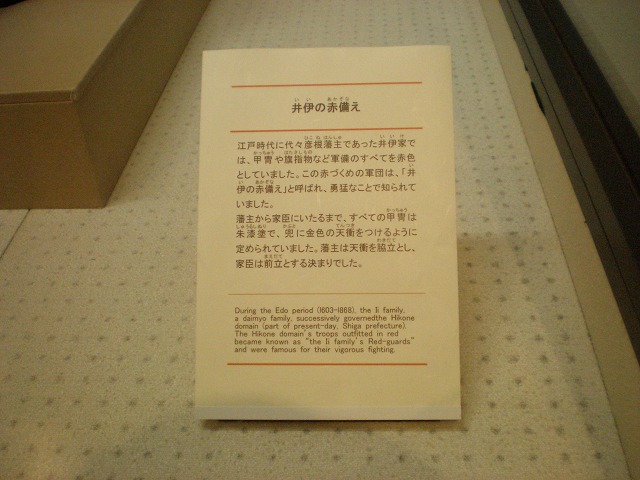 井伊の赤備え
江戸時代に代々彦根藩主であった井伊家で
は、甲冑や旗指物など軍備のすべてを赤色
としていました。この赤づくめの軍団は、「井
伊の赤備え」と呼ばれ、勇猛なことで知られて
いました。
藩主から家臣にいたるまで、すべての甲冑は
朱漆塗で、兜に金色の天衝をつけるように
定められていました。藩主は天衝を脇立とし、
家臣は前立とする決まりでした。
During the Edo period (1603-1868), the Ii family,
a daimyo family, successively governedthe Hikone
domain (part of present-day, Shiga prefecture).
The Hikone domain's troops outfitted in red
became known as "the Ii family's Red-guards"
and were famous for their vigorous fighting.